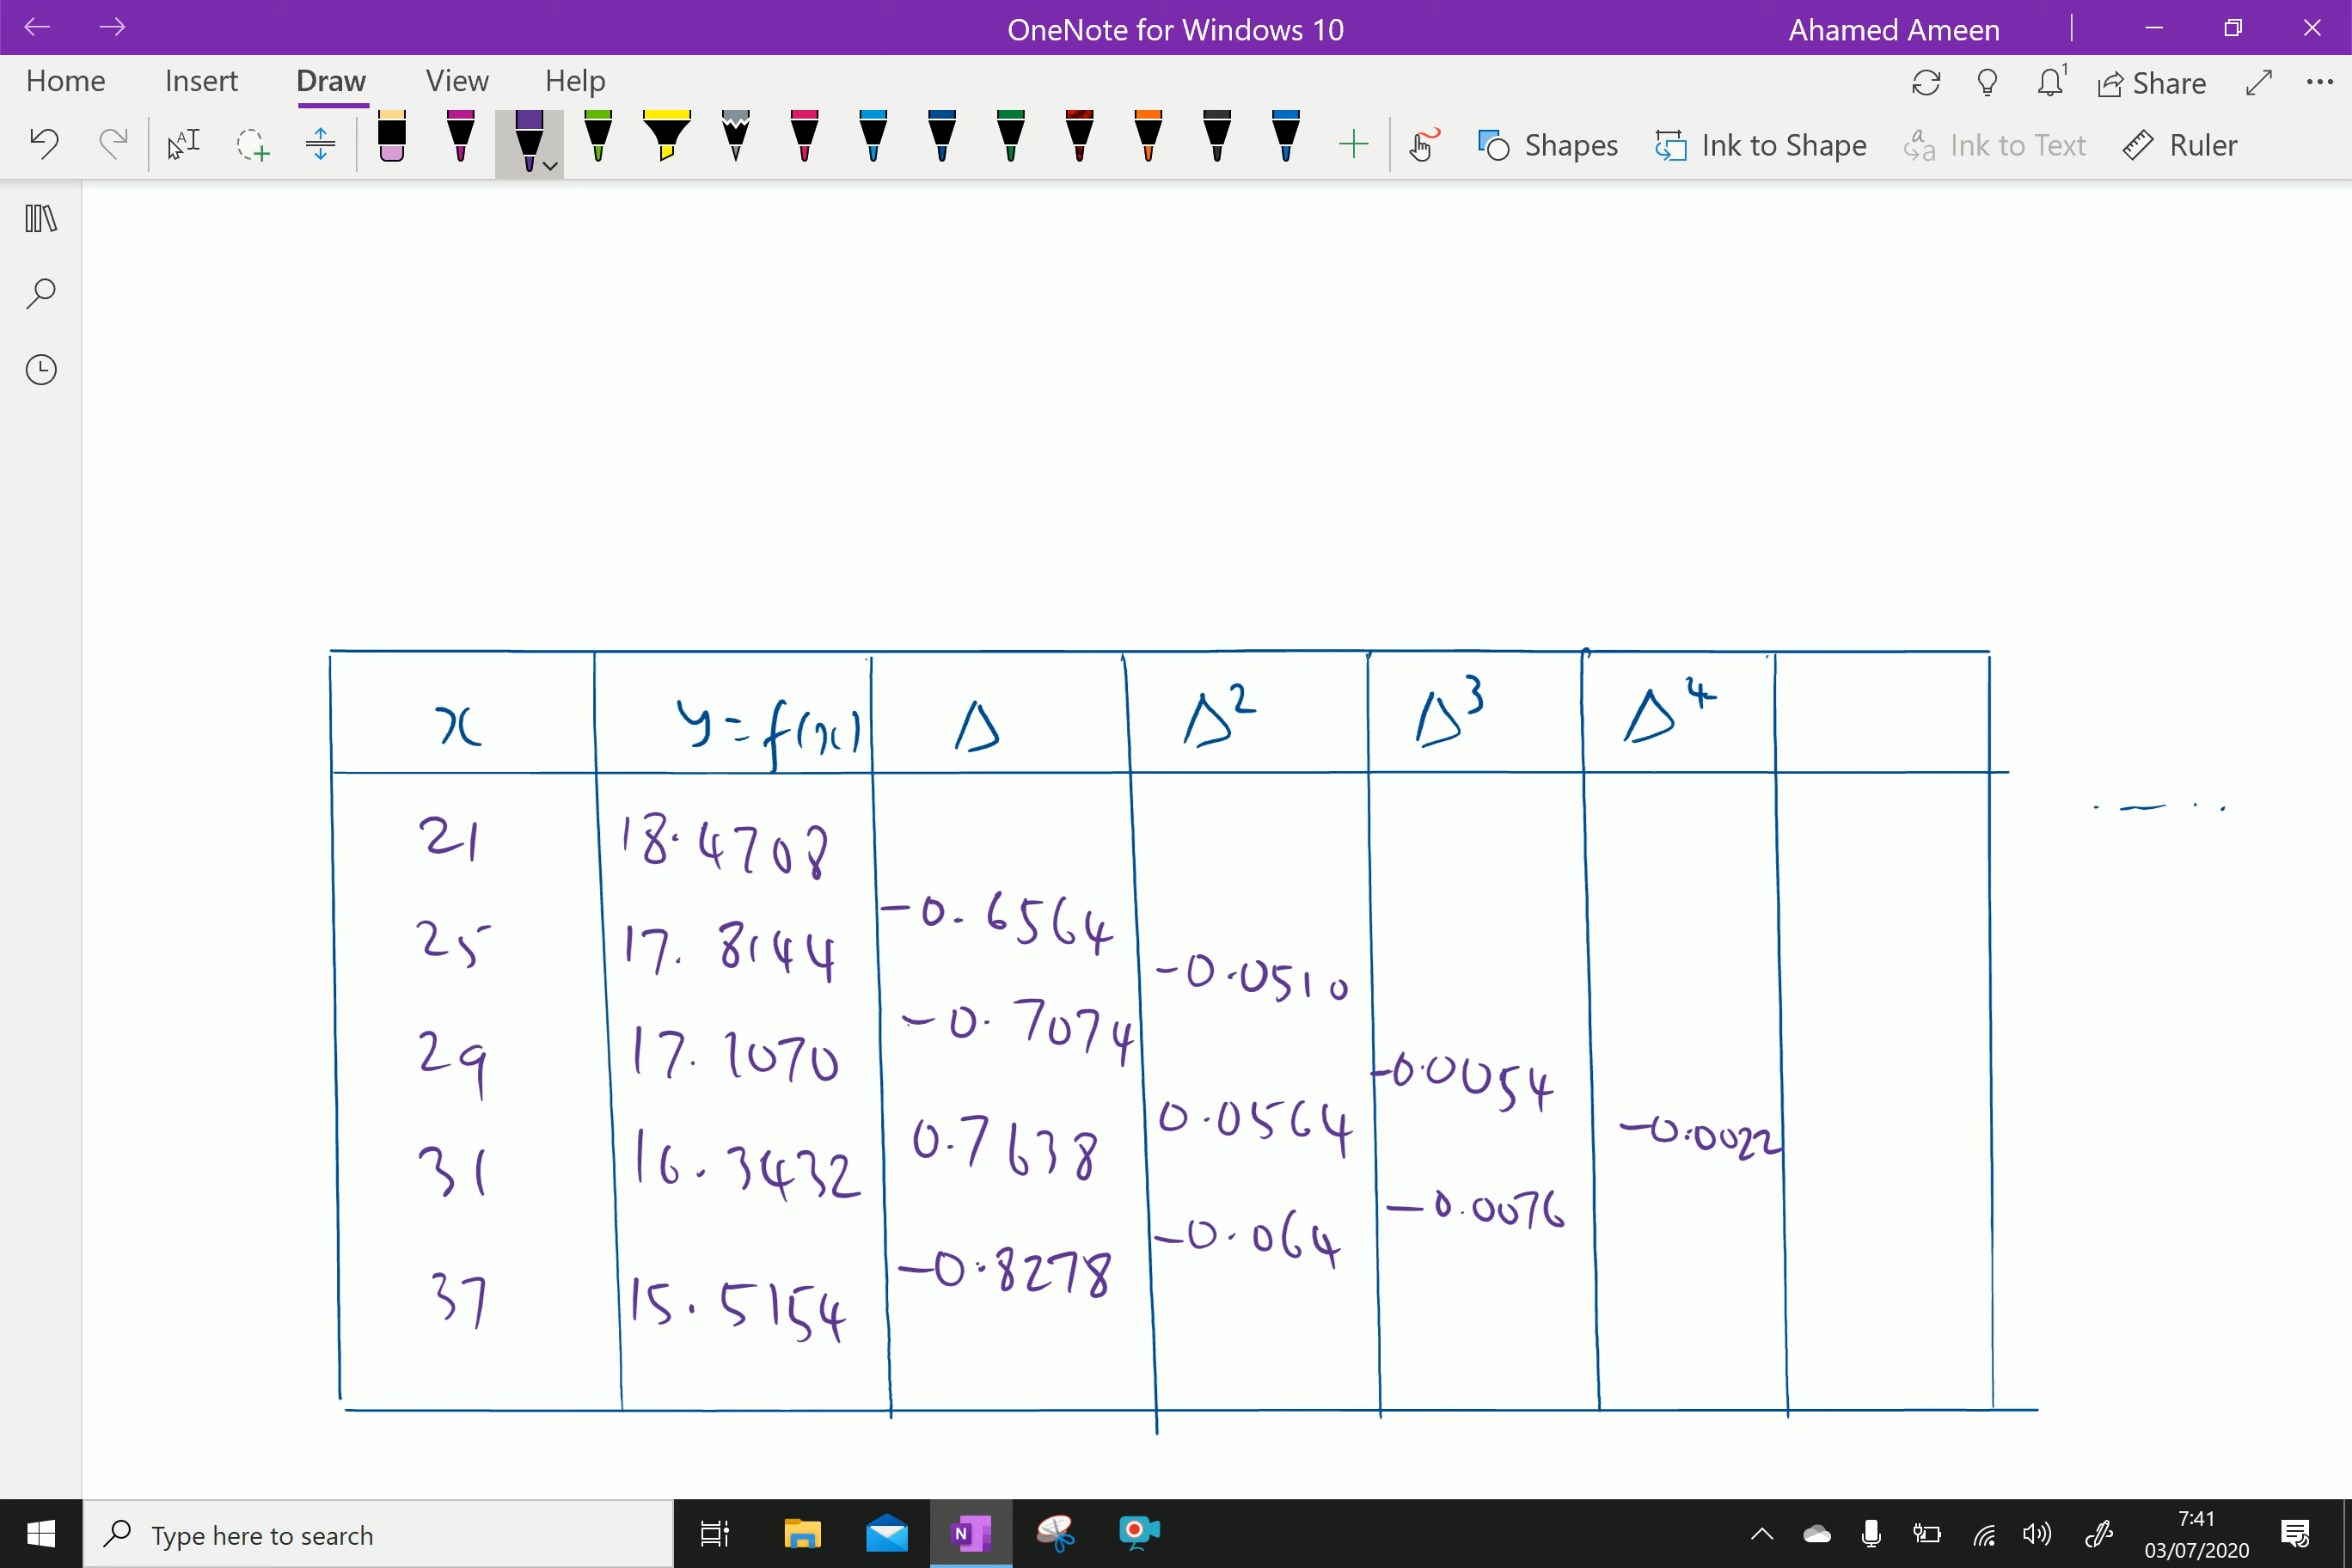 OneNote for Windows 10 Ahamed Ameen
Home Insert Draw View Help 1 Share
Shapes Ink to Shape Ink to Text Ruler
x y=f(x) Δ Δ² Δ³ Δ⁴
21 18.4708
-0.6564
25 17.8144
-0.0510
-0.7074
29 17.1070 -0.0054
0.0564 -0.0022
0.7638
31 16.3432 -0.0076
-0.064
-0.8278
37 15.5154
Type here to search
7:41
03/07/2020